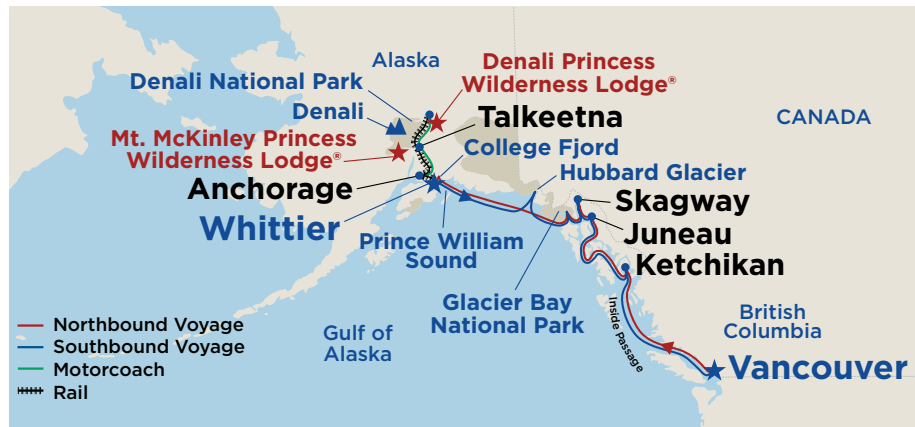 Alaska
Denali Princess
Wilderness Lodge®
Denali National Park
Denali
Talkeetna
CANADA
Mt. McKinley Princess
Wilderness Lodge®
College Fjord
Hubbard Glacier
Anchorage
Skagway
Whittier
Juneau
Prince William
Sound
Ketchikan
Glacier Bay
National Park
Inside Passage
British
Columbia
Gulf of
Alaska
Vancouver
Northbound Voyage
Southbound Voyage
Motorcoach
Rail